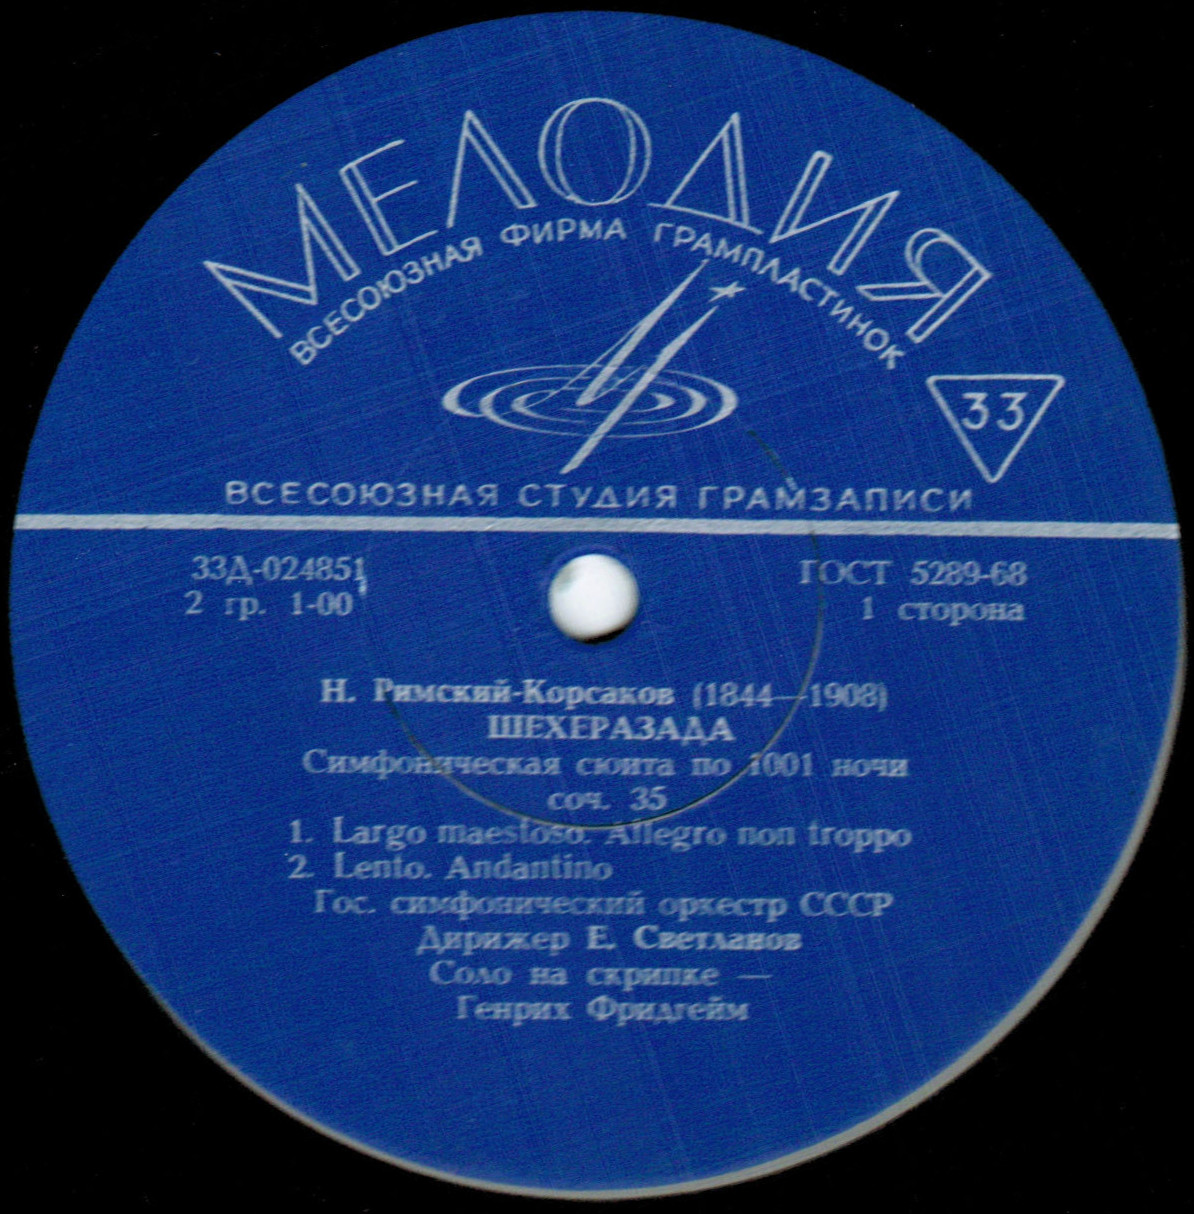 МЕЛОДИЯ
ВСЕСОЮЗНАЯ ФИРМА ГРАМПЛАСТИНОК
33
ВСЕСОЮЗНАЯ СТУДИЯ ГРАМЗАПИСИ
33Д-024851 ГОСТ 5289-68
2 гр. 1-00 1 сторона
Н. Римский-Корсаков (1844—1908)
ШЕХЕРАЗАДА
Симфоническая сюита по 1001 ночи
соч. 35
1. Largo maestoso. Allegro non troppo
2. Lento. Andantino
Гос. симфонический оркестр СССР
Дирижер Е. Светланов
Соло на скрипке —
Генрих Фридгейм